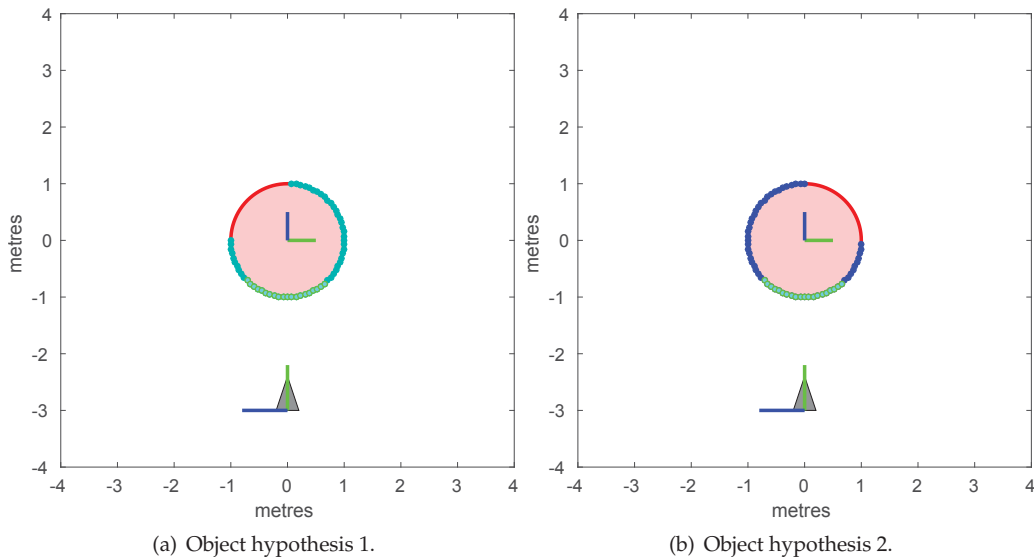 4
3
2
1
0
-1
-2
-3
-4
metres
-4 -3 -2 -1 0 1 2 3 4
metres
(a) Object hypothesis 1.
4
3
2
1
0
-1
-2
-3
-4
metres
-4 -3 -2 -1 0 1 2 3 4
metres
(b) Object hypothesis 2.